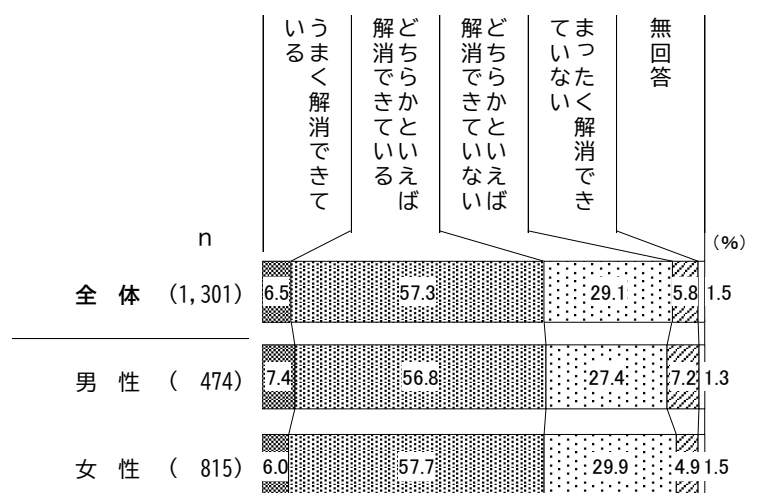 うまく解消できて
いる
どちらかといえば
解消できている
どちらかといえば
解消できていない
まったく解消でき
ていない
無回答
n
(%)
全 体 (1,301) 6.5 57.3 29.1 5.8 1.5
男 性 ( 474) 7.4 56.8 27.4 7.2 1.3
女 性 ( 815) 6.0 57.7 29.9 4.9 1.5